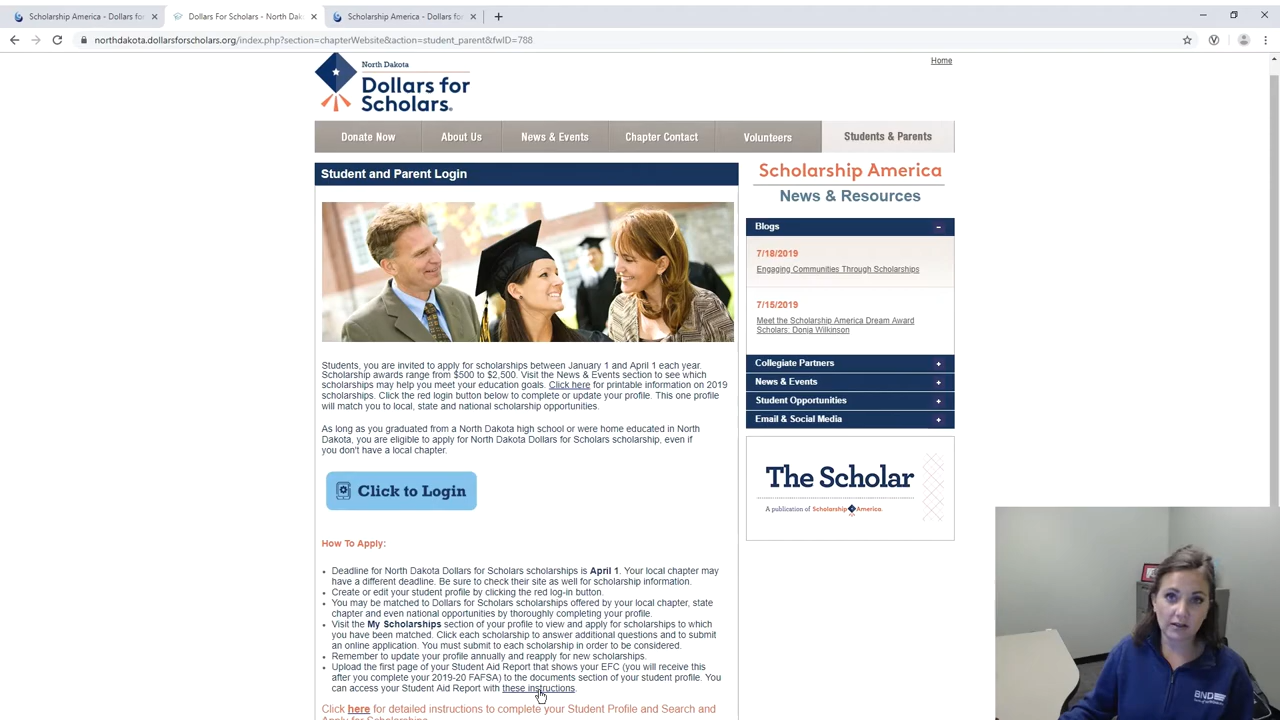 Scholarship America - Dollars for
Dollars For Scholars - North Dak
Scholarship America - Dollars for
northdakota.dollarsforscholars.org/index.php?section=chapterWebsite&action=student_parent&fwID=788
North Dakota
Dollars for
Scholars.
Home
Donate Now
About Us
News & Events
Chapter Contact
Volunteers
Students & Parents
Student and Parent Login
Students, you are invited to apply for scholarships between January 1 and April 1 each year.
Scholarship awards range from $500 to $2,500. Visit the News & Events section to see which
scholarships may help you meet your education goals. Click here for printable information on 2019
scholarships. Click the red login button below to complete or update your profile. This one profile
will match you to local, state and national scholarship opportunities.
As long as you graduated from a North Dakota high school or were home educated in North
Dakota, you are eligible to apply for North Dakota Dollars for Scholars scholarship, even if
you don't have a local chapter.
Click to Login
How To Apply:
• Deadline for North Dakota Dollars for Scholars scholarships is April 1. Your local chapter may
have a different deadline. Be sure to check their site as well for scholarship information.
• Create or edit your student profile by clicking the red log-in button.
• You may be matched to Dollars for Scholars scholarships offered by your local chapter, state
chapter and even national opportunities by thoroughly completing your profile.
• Visit the My Scholarships section of your profile to view and apply for scholarships to which
you have been matched. Click each scholarship to answer additional questions and to submit
an online application. You must submit to each scholarship in order to be considered.
• Remember to update your profile annually and reapply for new scholarships.
• Upload the first page of your Student Aid Report that shows your EFC (you will receive this
after you complete your 2019-20 FAFSA) to the documents section of your student profile. You
can access your Student Aid Report with these instructions.
Click here for detailed instructions to complete your Student Profile and Search and
Apply for Scholarships
Scholarship America
News & Resources
Blogs
7/18/2019
Engaging Communities Through Scholarships
7/15/2019
Meet the Scholarship America Dream Award
Scholars: Donja Wilkinson
Collegiate Partners
News & Events
Student Opportunities
Email & Social Media
The Scholar
A publication of Scholarship America.
BND